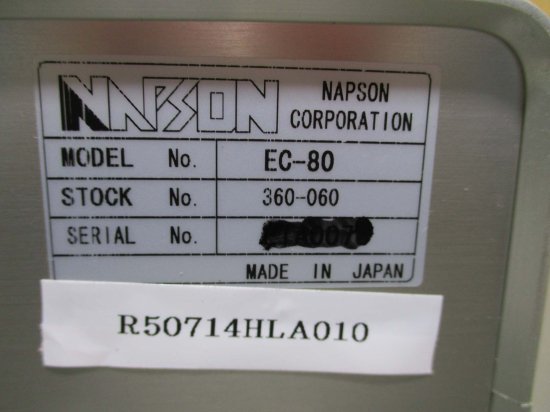 NAPSON
NAPSON
CORPORATION
MODEL No. EC-80
STOCK No. 360-060
SERIAL No.
MADE IN JAPAN
R50714HLA010